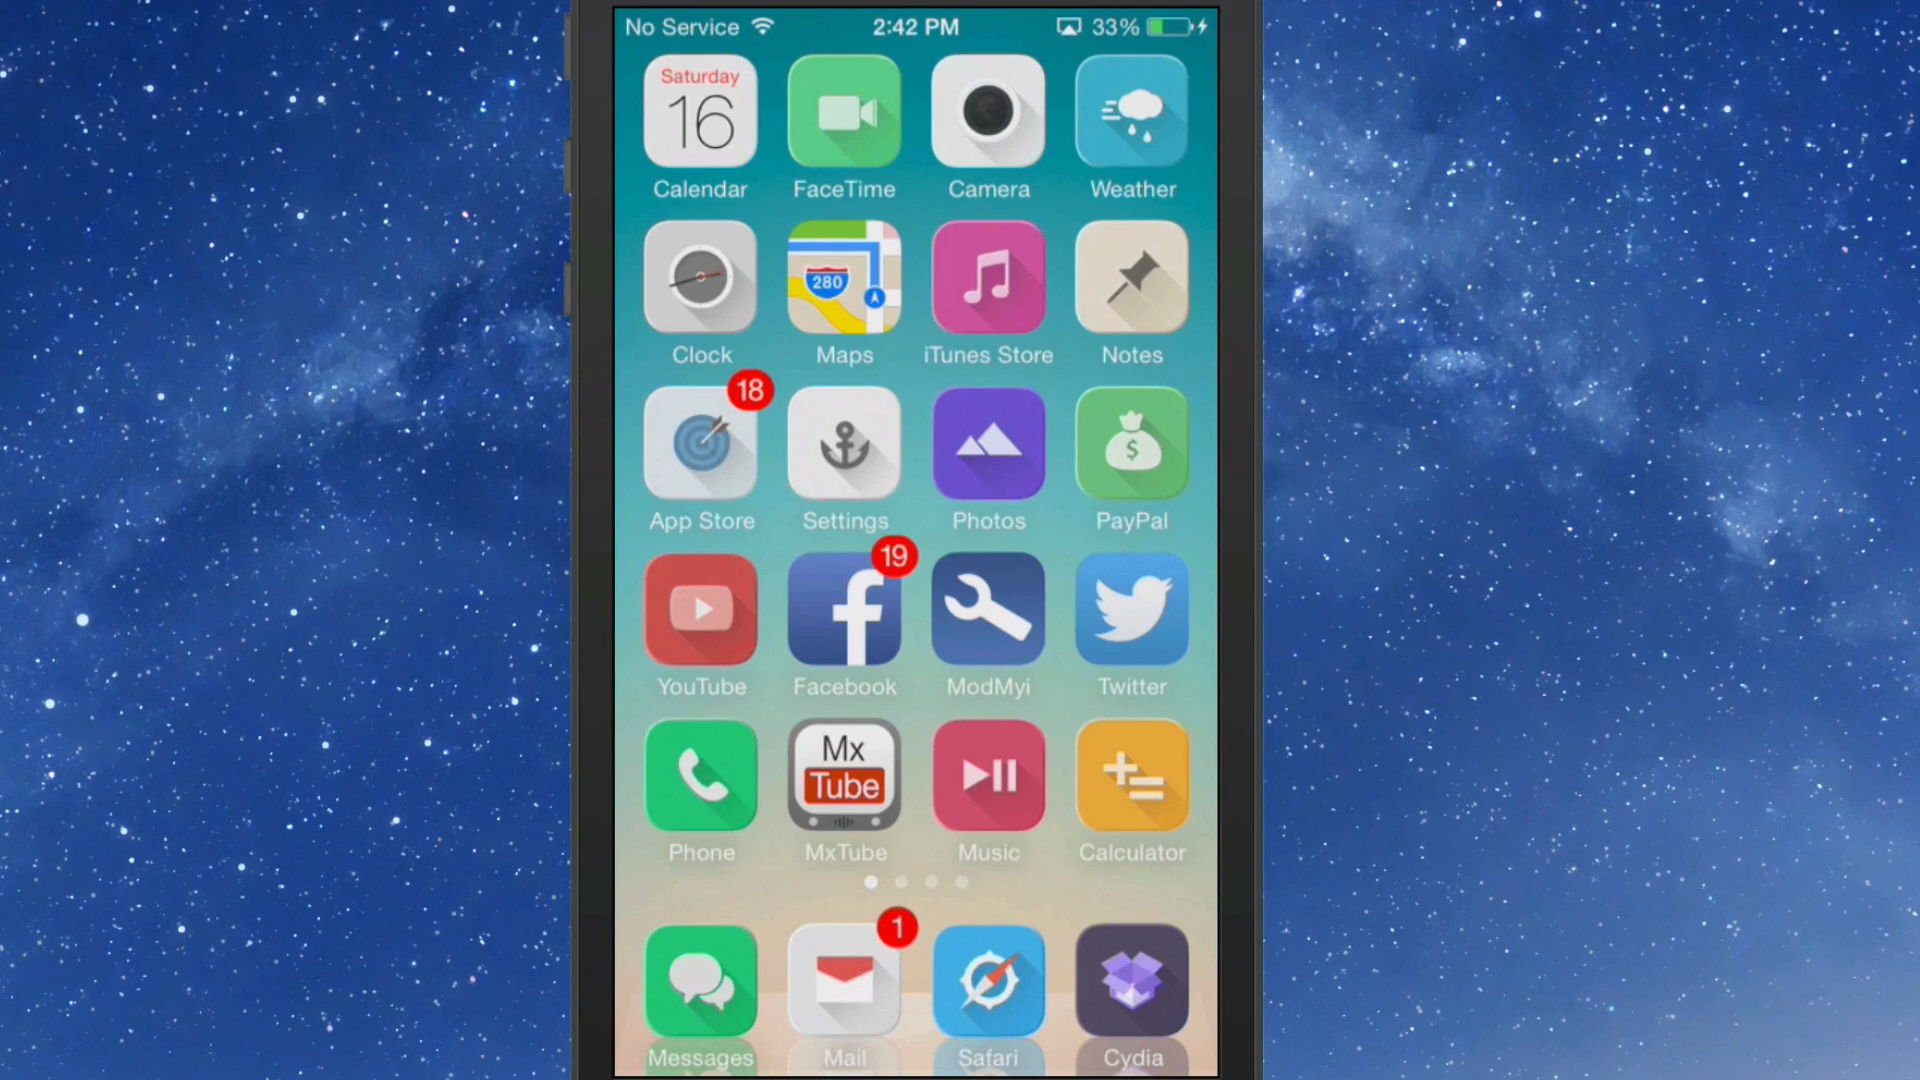 No Service 2:42 PM 33%
Saturday
16
Calendar FaceTime Camera Weather
280
Clock Maps iTunes Store Notes
18
App Store Settings Photos PayPal
$
19
f
YouTube Facebook ModMyi Twitter
Mx
Tube
Phone MxTube Music Calculator
1
Messages Mail Safari Cydia